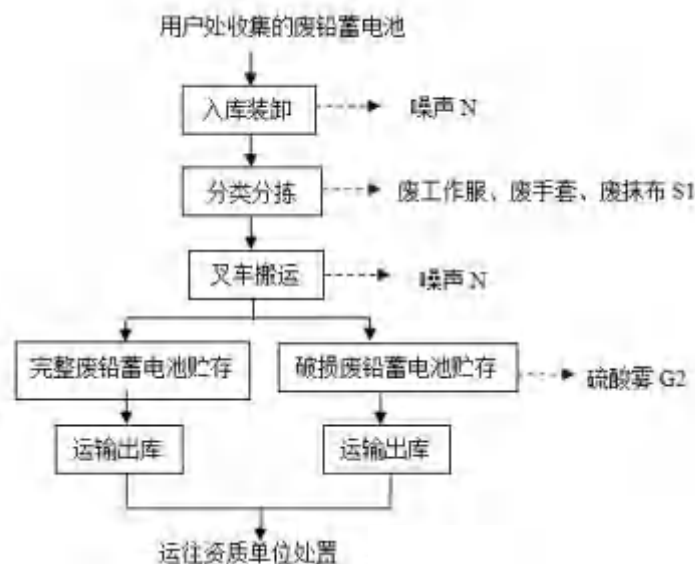 用户处收集的废铅蓄电池
入库装卸
噪声 N
分类分拣
废工作服、废手套、废抹布 S1
叉车搬运
噪声 N
完整废铅蓄电池贮存
破损废铅蓄电池贮存
硫酸雾 G2
运输出库
运输出库
运往资质单位处置